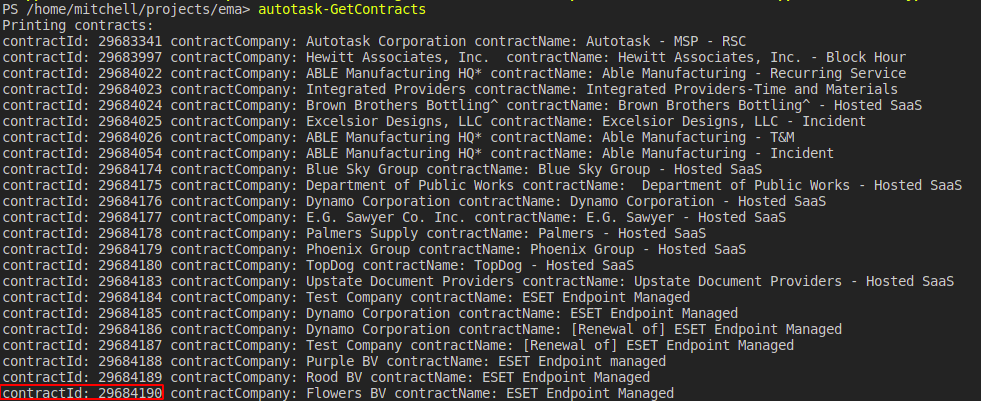 PS /home/mitchell/projects/ema> autotask-GetContracts
Printing contracts:
contractId: 29683341 contractCompany: Autotask Corporation contractName: Autotask - MSP - RSC
contractId: 29683997 contractCompany: Hewitt Associates, Inc.  contractName: Hewitt Associates, Inc. - Block Hour
contractId: 29684022 contractCompany: ABLE Manufacturing HQ* contractName: Able Manufacturing - Recurring Service
contractId: 29684023 contractCompany: Integrated Providers contractName: Integrated Providers-Time and Materials
contractId: 29684024 contractCompany: Brown Brothers Bottling^ contractName: Brown Brothers Bottling^ - Hosted SaaS
contractId: 29684025 contractCompany: Excelsior Designs, LLC contractName: Excelsior Designs, LLC - Incident
contractId: 29684026 contractCompany: ABLE Manufacturing HQ* contractName: Able Manufacturing - T&M
contractId: 29684054 contractCompany: ABLE Manufacturing HQ* contractName: Able Manufacturing - Incident
contractId: 29684174 contractCompany: Blue Sky Group contractName: Blue Sky Group - Hosted SaaS
contractId: 29684175 contractCompany: Department of Public Works contractName:  Department of Public Works - Hosted SaaS
contractId: 29684176 contractCompany: Dynamo Corporation contractName: Dynamo Corporation - Hosted SaaS
contractId: 29684177 contractCompany: E.G. Sawyer Co. Inc. contractName: E.G. Sawyer - Hosted SaaS
contractId: 29684178 contractCompany: Palmers Supply contractName: Palmers - Hosted SaaS
contractId: 29684179 contractCompany: Phoenix Group contractName: Phoenix Group - Hosted SaaS
contractId: 29684180 contractCompany: TopDog contractName: TopDog - Hosted SaaS
contractId: 29684183 contractCompany: Upstate Document Providers contractName: Upstate Document Providers - Hosted SaaS
contractId: 29684184 contractCompany: Test Company contractName: ESET Endpoint Managed
contractId: 29684185 contractCompany: Dynamo Corporation contractName: ESET Endpoint Managed
contractId: 29684186 contractCompany: Dynamo Corporation contractName: [Renewal of] ESET Endpoint Managed
contractId: 29684187 contractCompany: Test Company contractName: [Renewal of] ESET Endpoint Managed
contractId: 29684188 contractCompany: Purple BV contractName: ESET Endpoint managed
contractId: 29684189 contractCompany: Rood BV contractName: ESET Endpoint Managed
contractId: 29684190 contractCompany: Flowers BV contractName: ESET Endpoint Managed